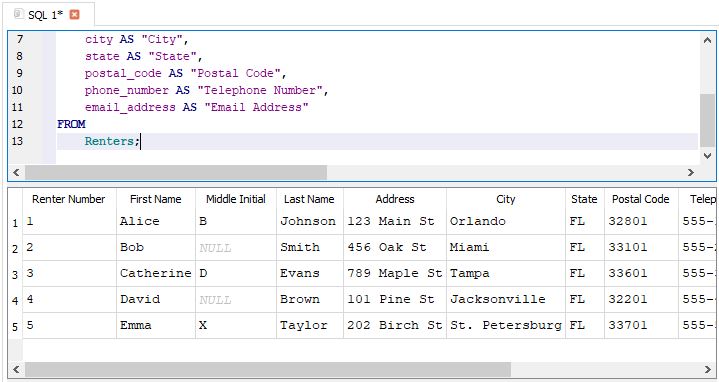 SQL 1*
7 city AS "City",
8 state AS "State",
9 postal_code AS "Postal Code",
10 phone_number AS "Telephone Number",
11 email_address AS "Email Address"
12 FROM
13 Renters;
Renter Number First Name Middle Initial Last Name Address City State Postal Code Telep
1 1 Alice B Johnson 123 Main St Orlando FL 32801 555-
2 2 Bob NULL Smith 456 Oak St Miami FL 33101 555-
3 3 Catherine D Evans 789 Maple St Tampa FL 33601 555-
4 4 David NULL Brown 101 Pine St Jacksonville FL 32201 555-
5 5 Emma X Taylor 202 Birch St St. Petersburg FL 33701 555-